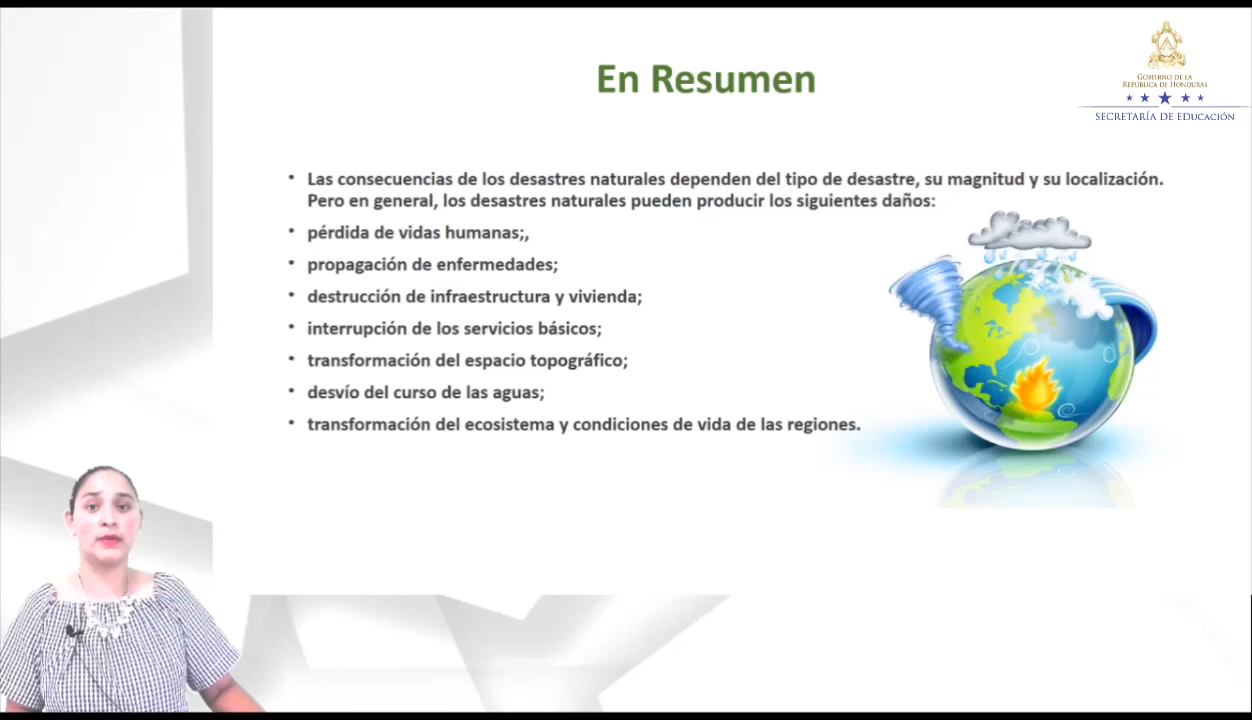 En Resumen
GOBIERNO DE LA
REPÚBLICA DE HONDURAS
SECRETARÍA DE EDUCACIÓN
• Las consecuencias de los desastres naturales dependen del tipo de desastre, su magnitud y su localización.
Pero en general, los desastres naturales pueden producir los siguientes daños:
• pérdida de vidas humanas;,
• propagación de enfermedades;
• destrucción de infraestructura y vivienda;
• interrupción de los servicios básicos;
• transformación del espacio topográfico;
• desvío del curso de las aguas;
• transformación del ecosistema y condiciones de vida de las regiones.